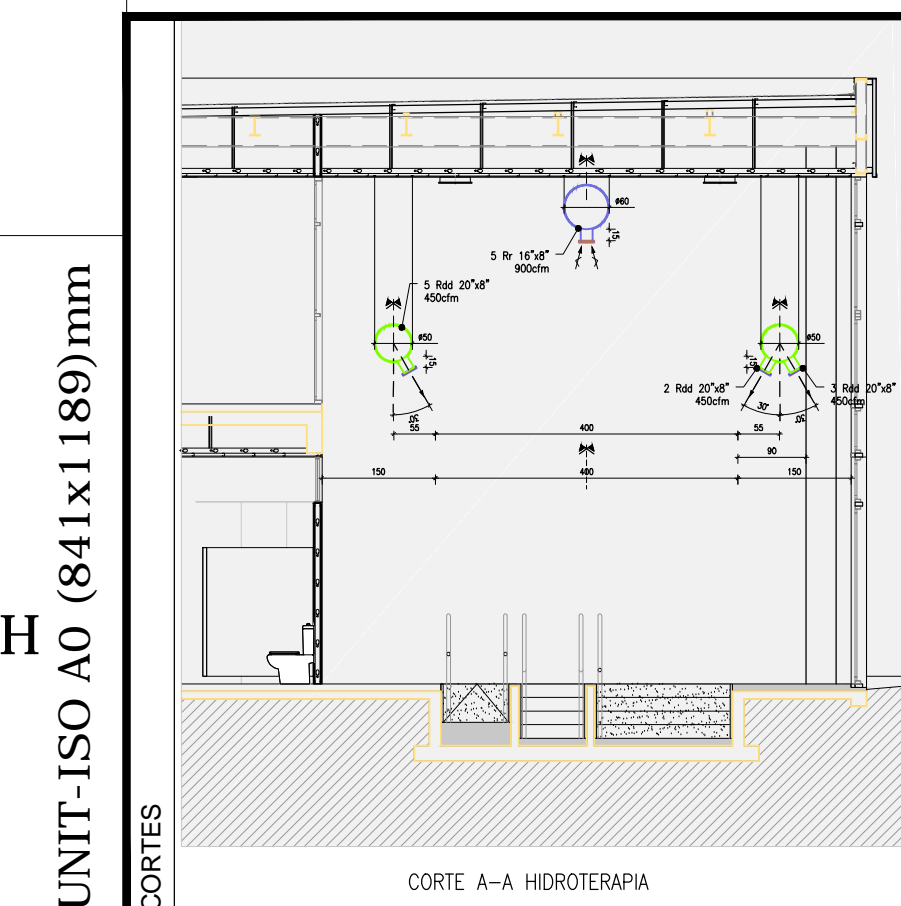 ø60
15
5 Rr 16"x8"
900cfm
5 Rdd 20"x8"
450cfm
ø50
15
30°
ø50
15
2 Rdd 20"x8"
450cfm
3 Rdd 20"x8"
450cfm
30°
30°
55
400
55
90
150
400
150
H
UNIT-ISO A0 (841x1189)mm
CORTES
CORTE A-A HIDROTERAPIA